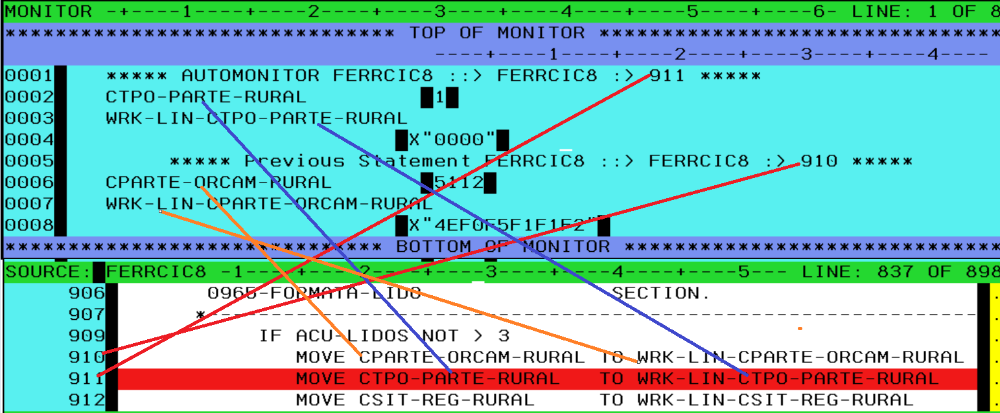 MONITOR -+----1----+----2----+----3----+----4----+----5----+----6- LINE: 1 OF 8
******************************* TOP OF MONITOR ********************************
----+----1----+----2----+----3----+----4----
0001 ***** AUTOMONITOR FERRCIC8 ::> FERRCIC8 :> 911 *****
0002 CTPO-PARTE-RURAL 1
0003 WRK-LIN-CTPO-PARTE-RURAL
0004 X"0000"
0005 ***** Previous Statement FERRCIC8 ::> FERRCIC8 :> 910 *****
0006 CPARTE-ORCAM-RURAL 5112
0007 WRK-LIN-CPARTE-ORCAM-RURAL
0008 X"4EF0F5F1F1F2"
****************************** BOTTOM OF MONITOR ******************************
SOURCE: FERRCIC8 -1----+----2----+----3----+----4----+----5--- LINE: 837 OF 898
906 0965-FORMATA-LIDO SECTION.
907 *-------------------------------------------------------------
909 IF ACU-LIDOS NOT > 3
910 MOVE CPARTE-ORCAM-RURAL TO WRK-LIN-CPARTE-ORCAM-RURAL
911 MOVE CTPO-PARTE-RURAL TO WRK-LIN-CTPO-PARTE-RURAL
912 MOVE CSIT-REG-RURAL TO WRK-LIN-CSIT-REG-RURAL